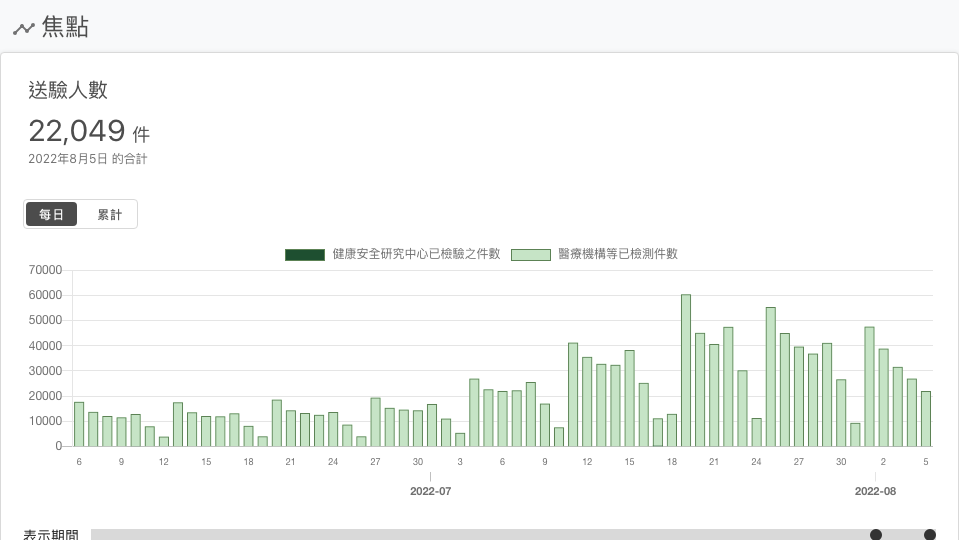 焦點
送驗人數
22,049 件
2022年8月5日 的合計
每日 累計
健康安全研究中心已檢驗之件數 醫療機構等已檢測件數
70000
60000
50000
40000
30000
20000
10000
0
6 9 12 15 18 21 24 27 30 3 6 9 12 15 18 21 24 27 30 2 5
2022-07 2022-08
表示期間